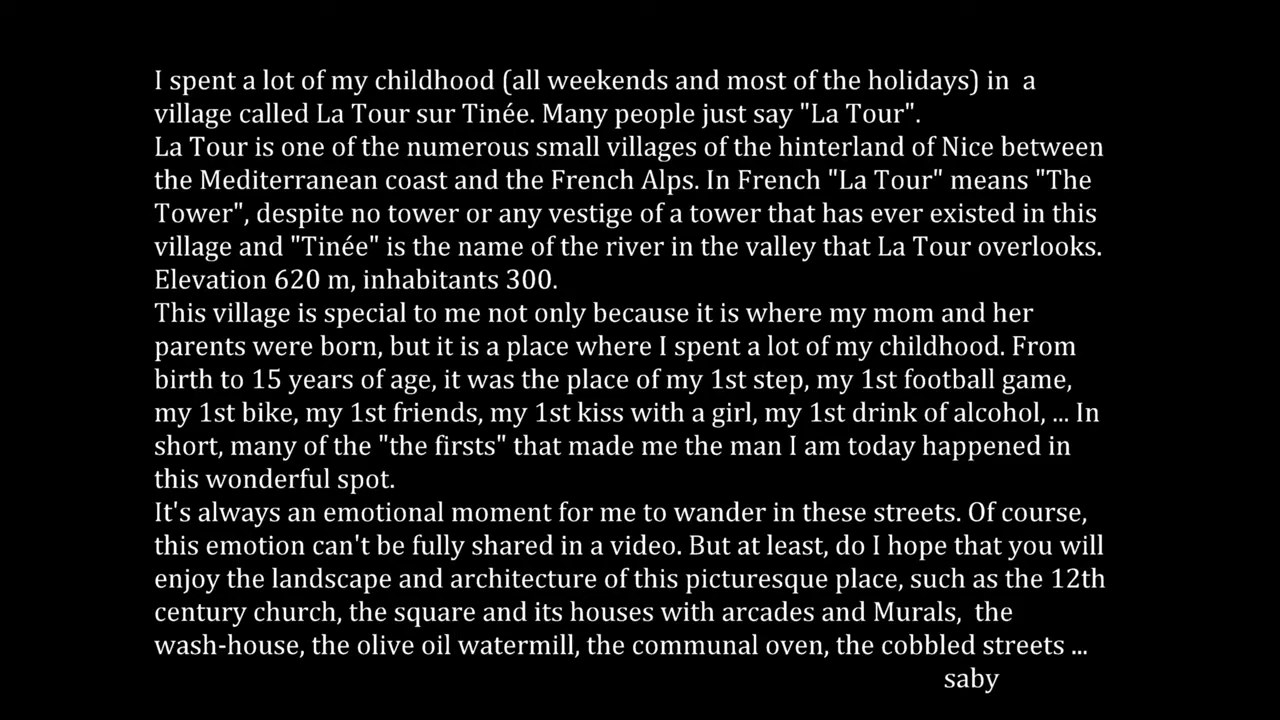 I spent a lot of my childhood (all weekends and most of the holidays) in  a
village called La Tour sur Tinée. Many people just say "La Tour".
La Tour is one of the numerous small villages of the hinterland of Nice between
the Mediterranean coast and the French Alps. In French "La Tour" means "The
Tower", despite no tower or any vestige of a tower that has ever existed in this
village and "Tinée" is the name of the river in the valley that La Tour overlooks.
Elevation 620 m, inhabitants 300.
This village is special to me not only because it is where my mom and her
parents were born, but it is a place where I spent a lot of my childhood. From
birth to 15 years of age, it was the place of my 1st step, my 1st football game,
my 1st bike, my 1st friends, my 1st kiss with a girl, my 1st drink of alcohol, ... In
short, many of the "the firsts" that made me the man I am today happened in
this wonderful spot.
It's always an emotional moment for me to wander in these streets. Of course,
this emotion can't be fully shared in a video. But at least, do I hope that you will
enjoy the landscape and architecture of this picturesque place, such as the 12th
century church, the square and its houses with arcades and Murals,  the
wash-house, the olive oil watermill, the communal oven, the cobbled streets ...
saby